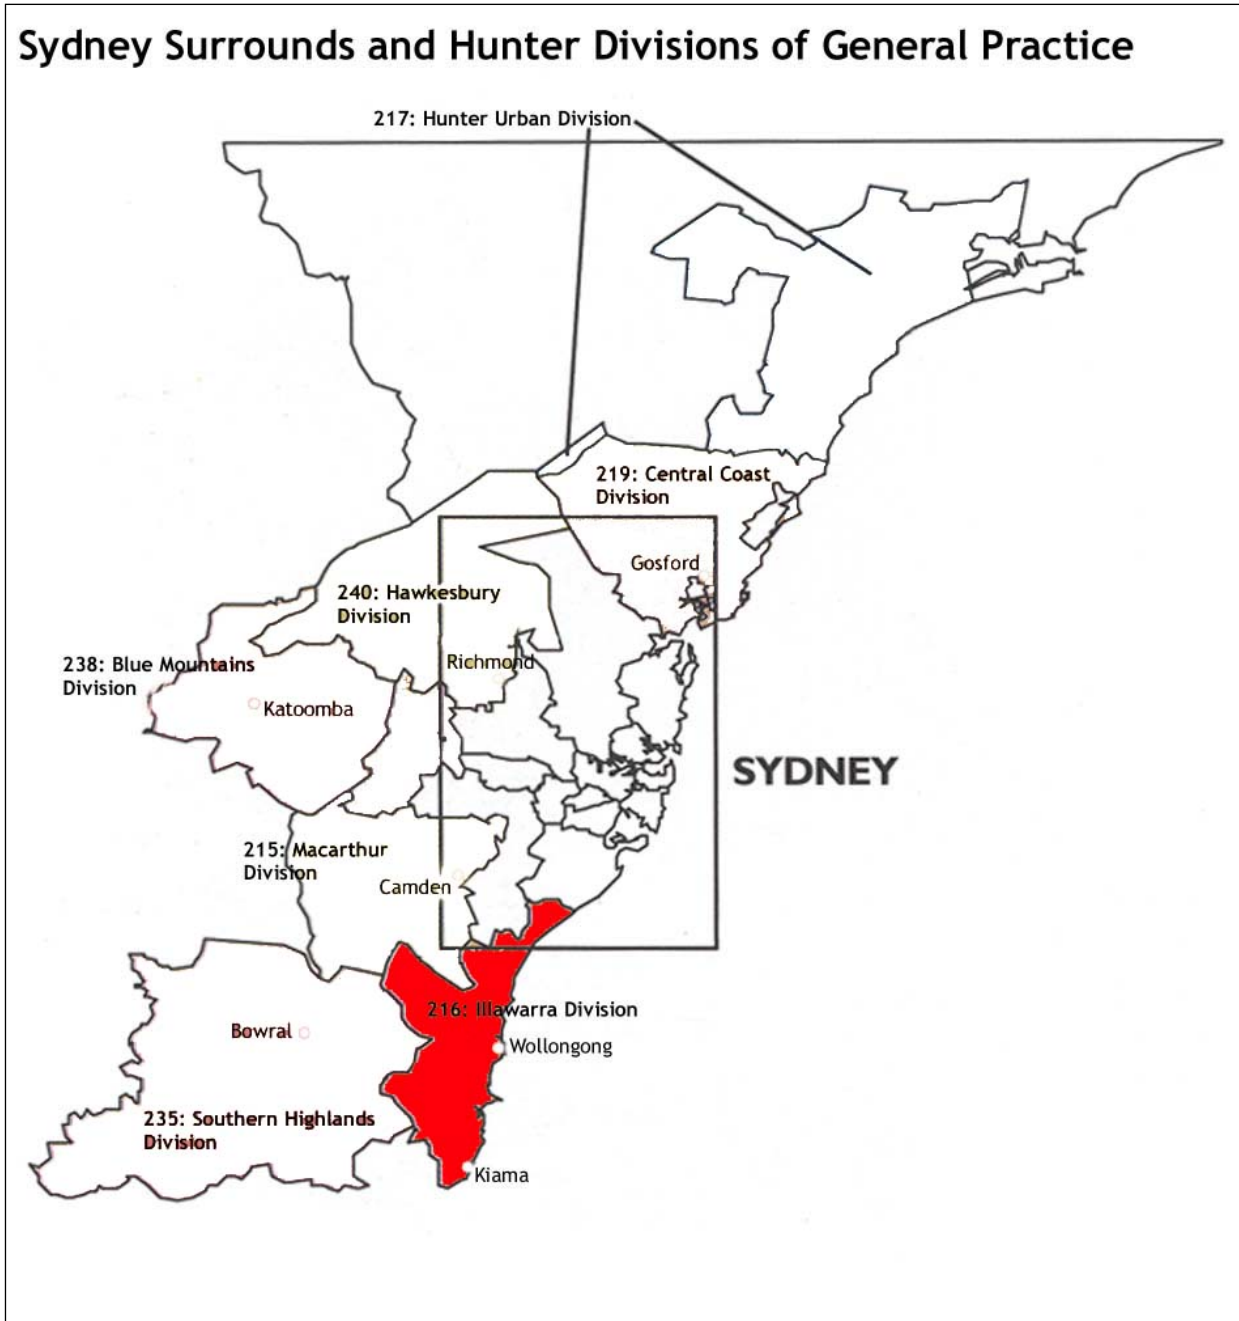 Sydney Surrounds and Hunter Divisions of General Practice
217: Hunter Urban Division
219: Central Coast
Division
Gosford
240: Hawkesbury
Division
Richmond
238: Blue Mountains
Division
Katoomba
SYDNEY
215: Macarthur
Division
Camden
216: Illawarra Division
Bowral
Wollongong
235: Southern Highlands
Division
Kiama